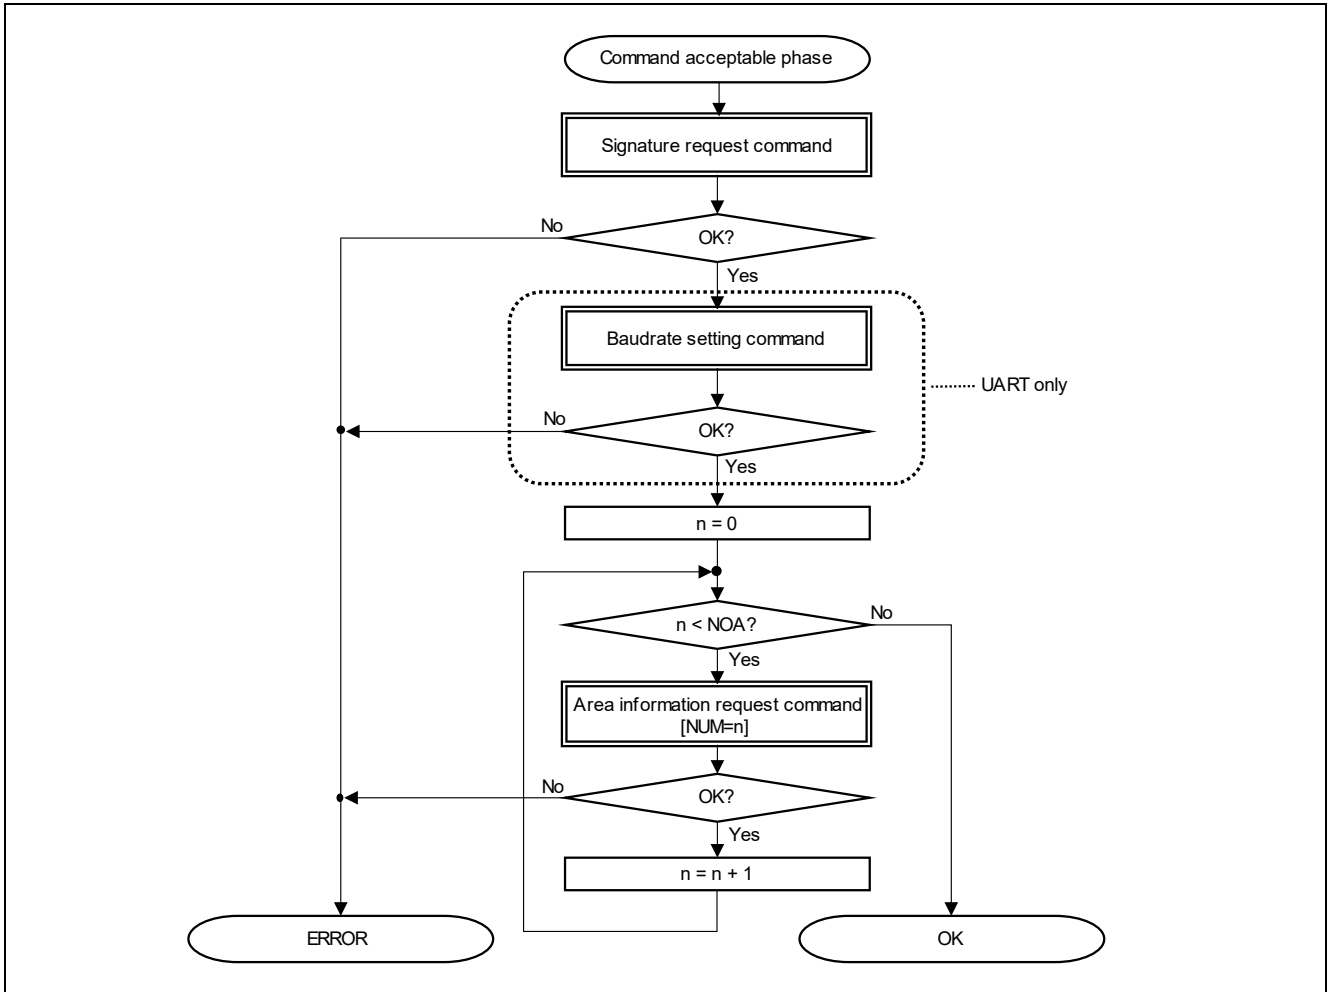 Command acceptable phase
Signature request command
No
OK?
Yes
Baudrate setting command
UART only
No
OK?
Yes
n = 0
n < NOA?
No
Yes
Area information request command
[NUM=n]
No
OK?
Yes
n = n + 1
ERROR
OK